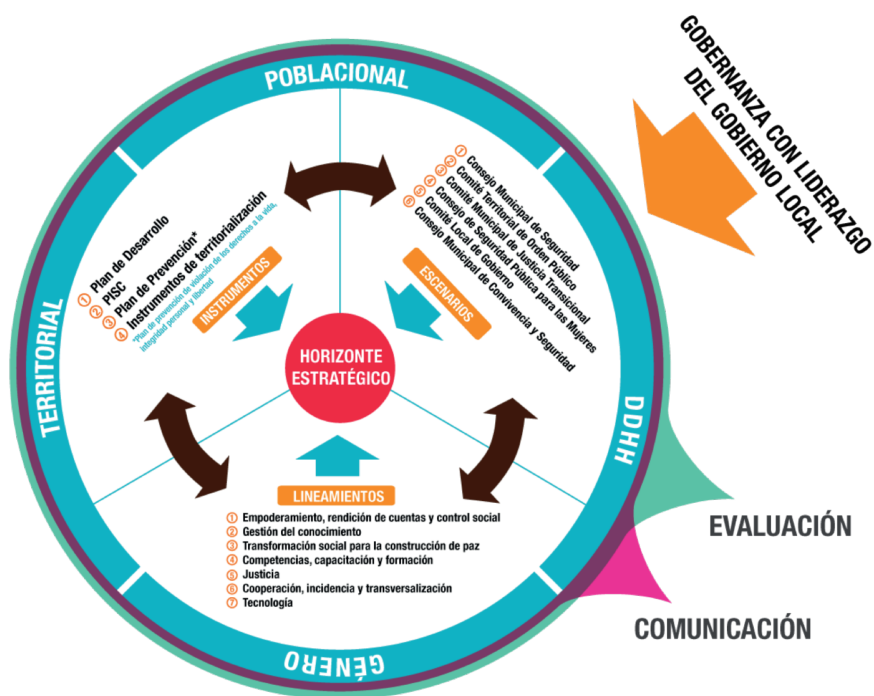 GOBERNANZA CON LIDERAZGO
DEL GOBIERNO LOCAL
POBLACIONAL
TERRITORIAL
DDHH
GÉNERO
① Plan de Desarrollo
② PISC
③ Plan de Prevención*
④ Instrumentos de territorialización
*Plan de prevención de violación de los derechos a la vida,
integridad personal y libertad
INSTRUMENTOS
① Consejo Municipal de Seguridad
② Comité Territorial de Orden Público
③ Comité Municipal de Justicia Transicional
④ Consejo de Seguridad Pública para las Mujeres
⑤ Comité Local de Gobierno
⑥ Consejo Municipal de Convivencia y Seguridad
ESCENARIOS
HORIZONTE
ESTRATÉGICO
LINEAMIENTOS
① Empoderamiento, rendición de cuentas y control social
② Gestión del conocimiento
③ Transformación social para la construcción de paz
④ Competencias, capacitación y formación
⑤ Justicia
⑥ Cooperación, incidencia y transversalización
⑦ Tecnología
EVALUACIÓN
COMUNICACIÓN